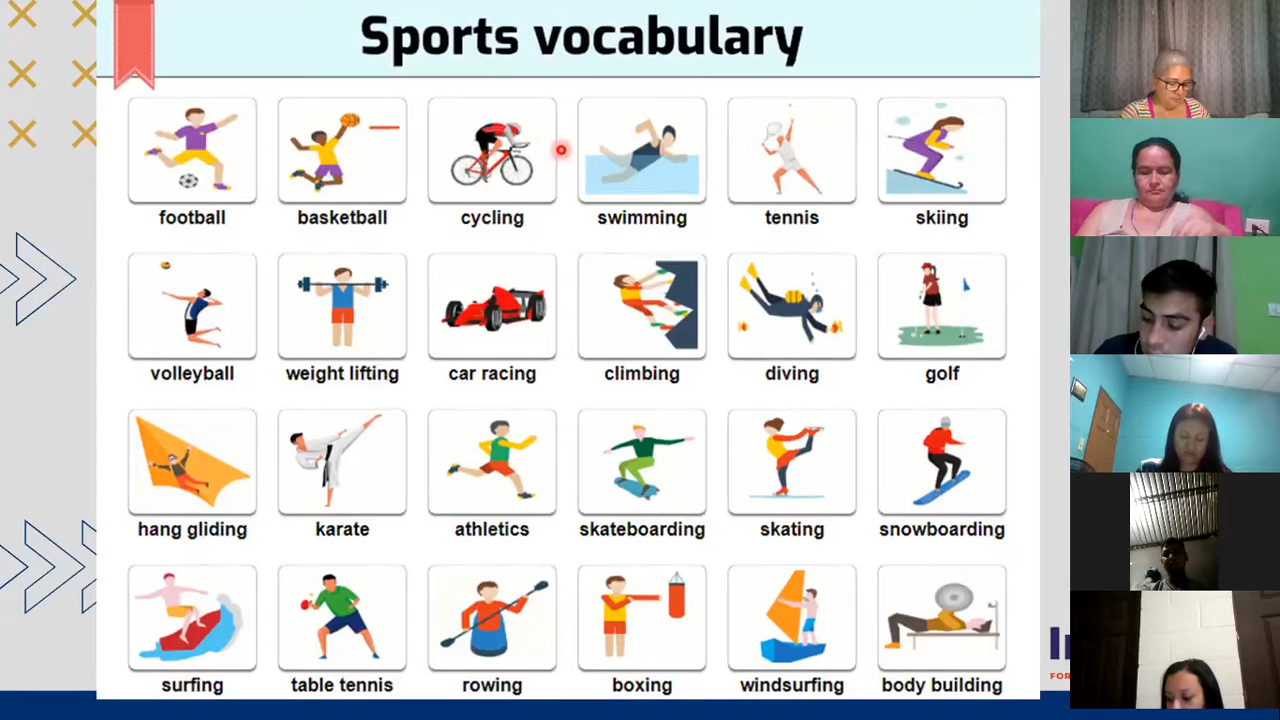 Sports vocabulary
football basketball cycling swimming tennis skiing
volleyball weight lifting car racing climbing diving golf
hang gliding karate athletics skateboarding skating snowboarding
surfing table tennis rowing boxing windsurfing body building